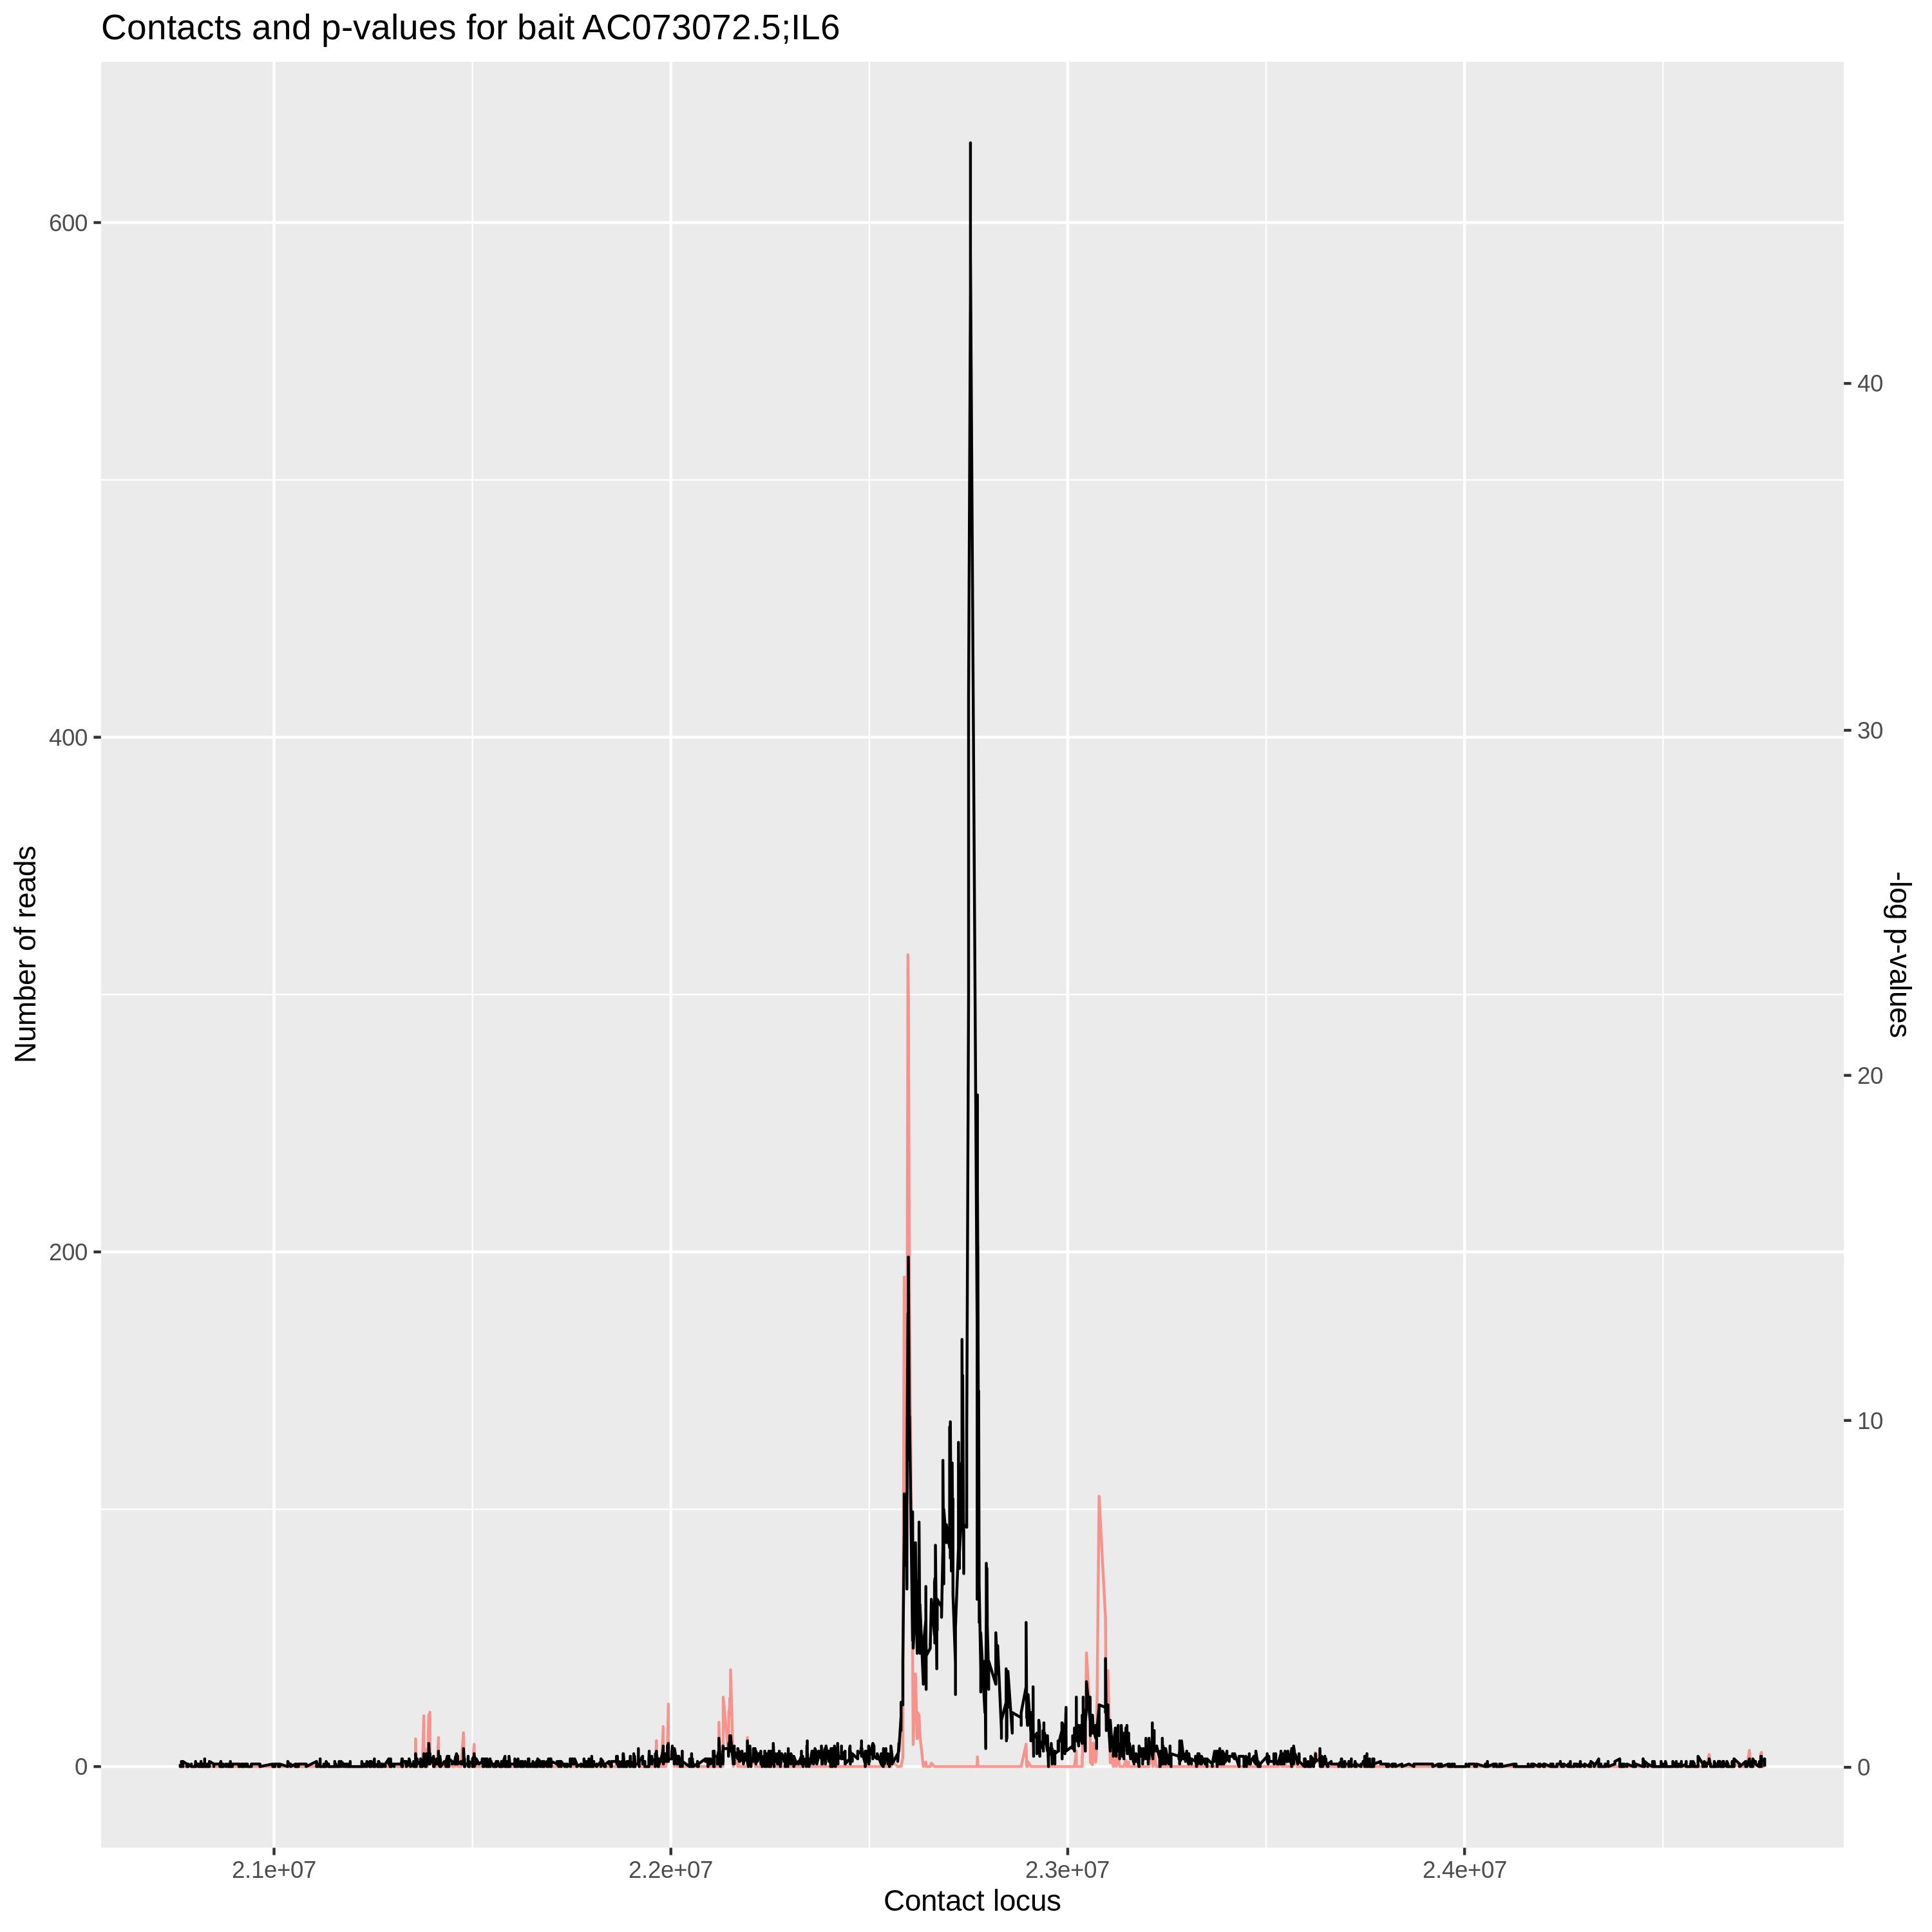 Contacts and p-values for bait AC073072.5;IL6
600
400
200
0
Number of reads
40
30
20
10
0
-log p-values
2.1e+07
2.2e+07
2.3e+07
2.4e+07
Contact locus